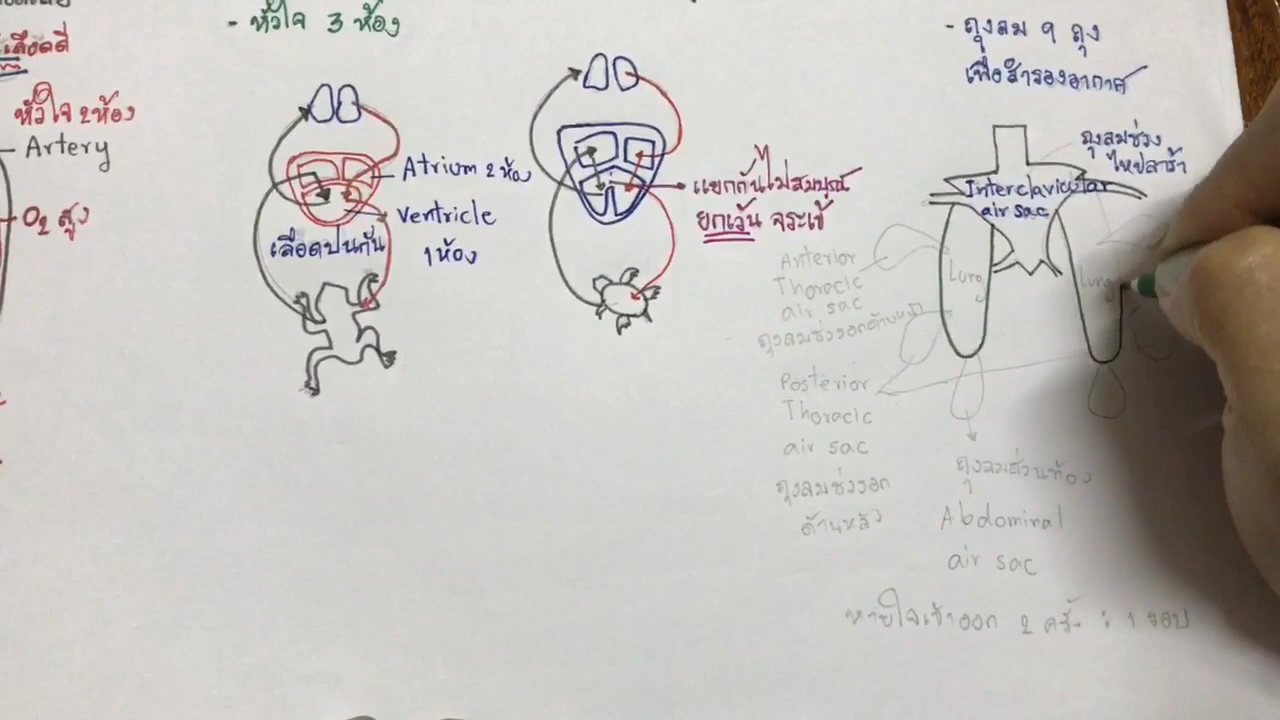 เลือดดี
หัวใจ 2 ห้อง
Artery
O2 สูง
- หัวใจ 3 ห้อง
Atrium 2 ห้อง
Ventricle
1 ห้อง
เลือดปนกัน
แยกกันไม่สมบูรณ์
ยกเว้น จระเข้
- ถุงลม 9 ถุง
เพื่อสำรองอากาศ
ถุงลมช่วง
ไหปลาร้า
Interclavicular
air sac
Lung
Lung
Anterior
Thoracic
air sac
ถุงลมช่วงอกด้านหน้า
Posterior
Thoracic
air sac
ถุงลมช่วงอก
ด้านหลัง
ถุงลมส่วนท้อง
Abdominal
air sac
หายใจเข้าออก 2 ครั้ง : 1 รอบ